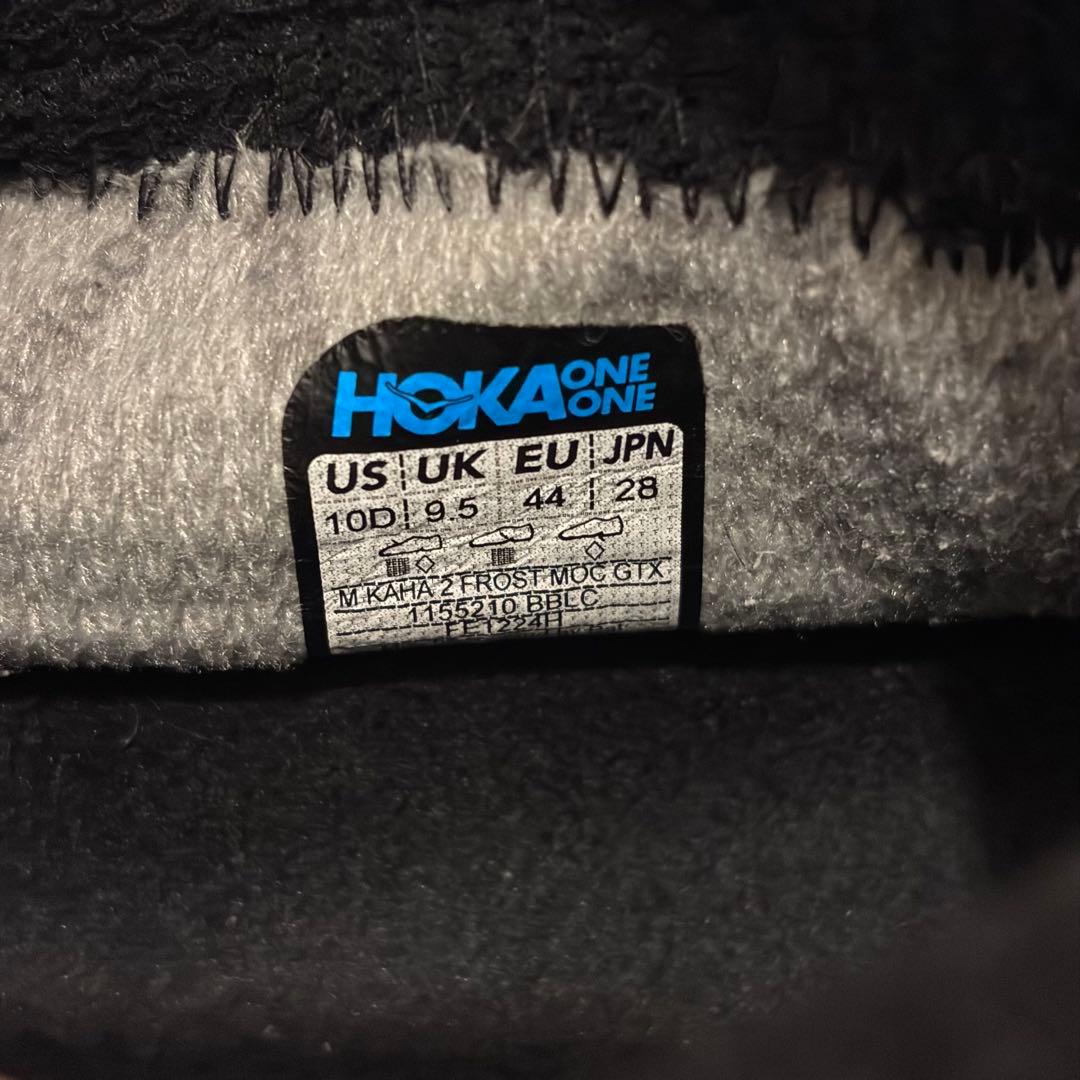 HOKA ONE ONE
US UK EU JPN
10D 9.5 44 28
M KAHA 2 FROST MOC GTX
1155210 BBLC
FE1224H